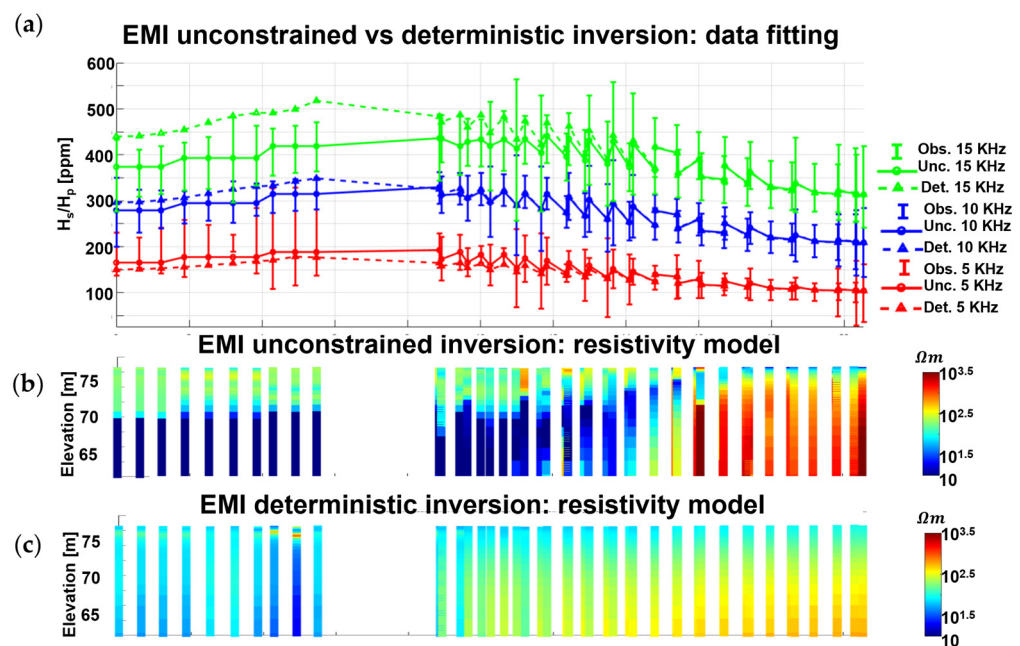 (a)
EMI unconstrained vs deterministic inversion: data fitting
600
500
400
300
200
100
Hs/Hp [ppm]
Obs. 15 KHz
Unc. 15 KHz
Det. 15 KHz
Obs. 10 KHz
Unc. 10 KHz
Det. 10 KHz
Obs. 5 KHz
Unc. 5 KHz
Det. 5 KHz
EMI unconstrained inversion: resistivity model
(b)
Elevation [m]
75
70
65
Ωm
10^3.5
10^2.5
10^1.5
10
EMI deterministic inversion: resistivity model
(c)
Elevation [m]
75
70
65
Ωm
10^3.5
10^2.5
10^1.5
10